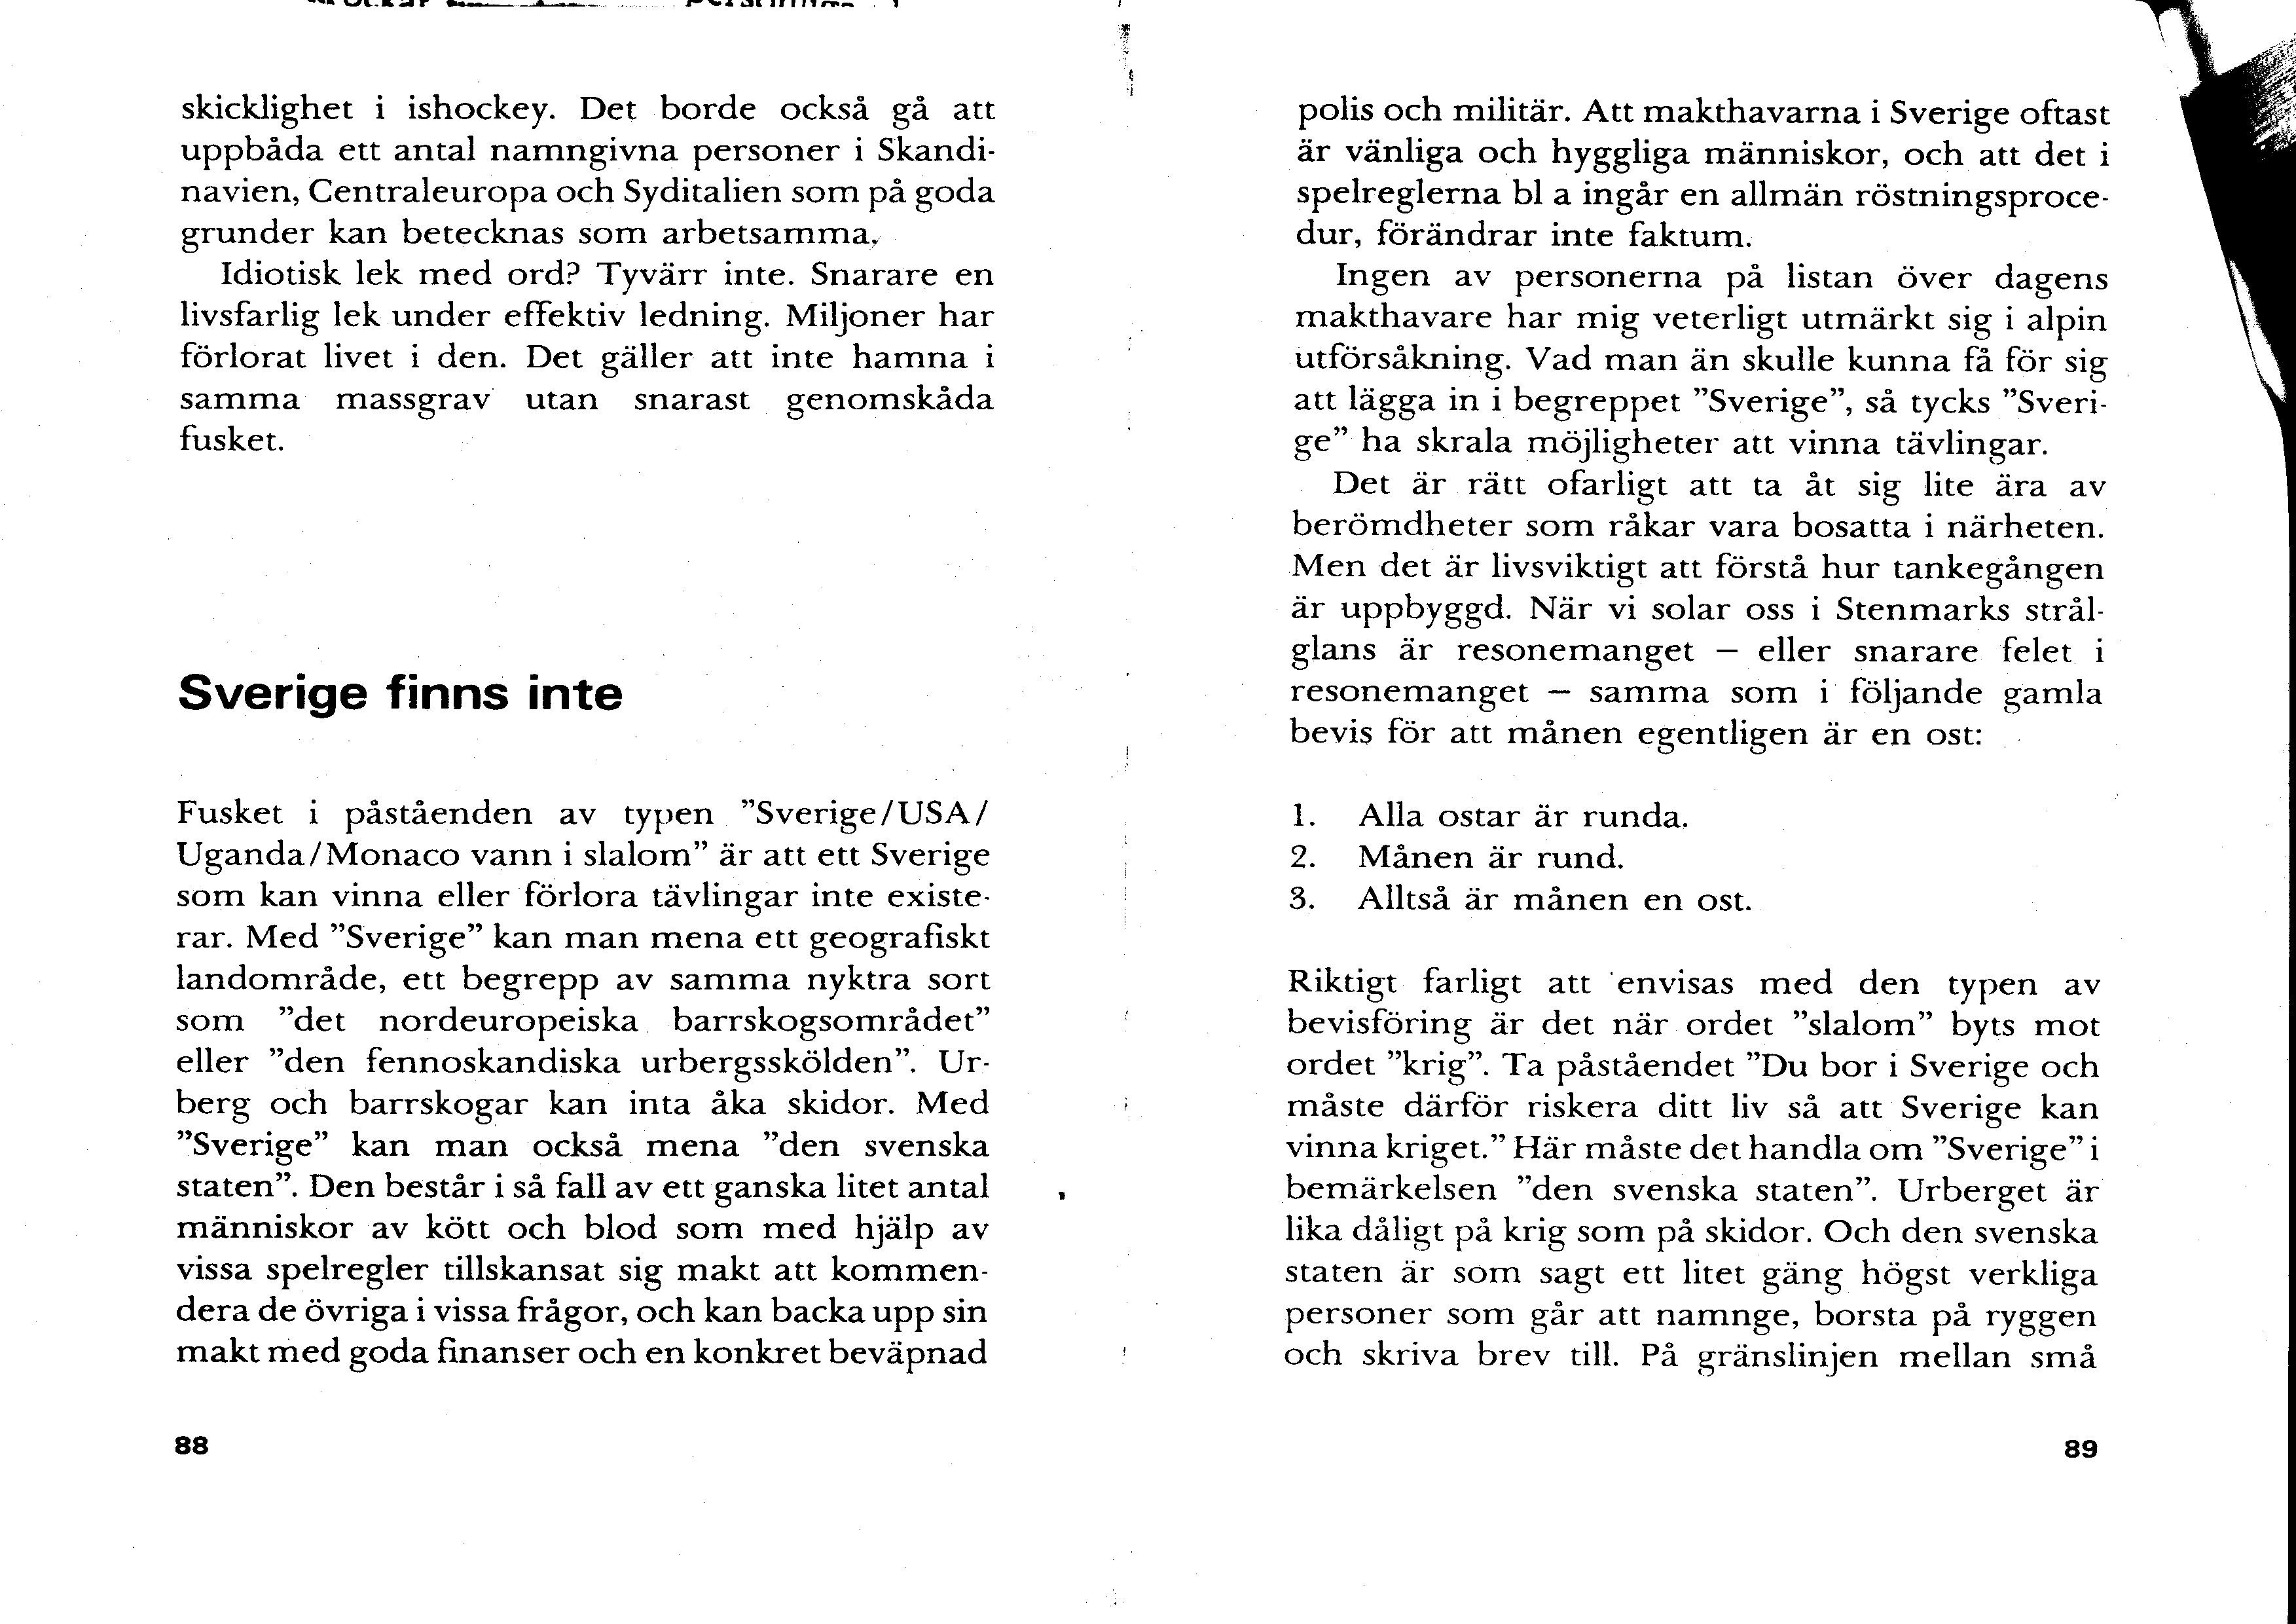 skicklighet i ishockey. Det borde också gå att
uppbåda ett antal namngivna personer i Skandi-
navien, Centraleuropa och Syditalien som på goda
grunder kan betecknas som arbetsamma.
Idiotisk lek med ord? Tyvärr inte. Snarare en
livsfarlig lek under effektiv ledning. Miljoner har
förlorat livet i den. Det gäller att inte hamna i
samma massgrav utan snarast genomskåda
fusket.
Sverige finns inte
Fusket i påståenden av typen ”Sverige/USA/
Uganda/Monaco vann i slalom” är att ett Sverige
som kan vinna eller förlora tävlingar inte existe-
rar. Med ”Sverige” kan man mena ett geografiskt
landområde, ett begrepp av samma nyktra sort
som ”det nordeuropeiska barrskogsområdet”
eller ”den fennoskandiska urbergsskölden”. Ur-
berg och barrskogar kan inta åka skidor. Med
”Sverige” kan man också mena ”den svenska
staten”. Den består i så fall av ett ganska litet antal
människor av kött och blod som med hjälp av
vissa spelregler tillskansat sig makt att kommen-
dera de övriga i vissa frågor, och kan backa upp sin
makt med goda finanser och en konkret beväpnad
88
polis och militär. Att makthavarna i Sverige oftast
är vänliga och hyggliga människor, och att det i
spelreglerna bl a ingår en allmän röstningsproce-
dur, förändrar inte faktum.
Ingen av personerna på listan över dagens
makthavare har mig veterligt utmärkt sig i alpin
utförsåkning. Vad man än skulle kunna få för sig
att lägga in i begreppet ”Sverige”, så tycks ”Sveri-
ge” ha skrala möjligheter att vinna tävlingar.
Det är rätt ofarligt att ta åt sig lite ära av
berömdheter som råkar vara bosatta i närheten.
Men det är livsviktigt att förstå hur tankegången
är uppbyggd. När vi solar oss i Stenmarks strål-
glans är resonemanget — eller snarare felet i
resonemanget — samma som i följande gamla
bevis för att månen egentligen är en ost:
1. Alla ostar är runda.
2. Månen är rund.
3. Alltså är månen en ost.
Riktigt farligt att envisas med den typen av
bevisföring är det när ordet ”slalom” byts mot
ordet ”krig”. Ta påståendet ”Du bor i Sverige och
måste därför riskera ditt liv så att Sverige kan
vinna kriget.” Här måste det handla om ”Sverige” i
bemärkelsen ”den svenska staten”. Urberget är
lika dåligt på krig som på skidor. Och den svenska
staten är som sagt ett litet gäng högst verkliga
personer som går att namnge, borsta på ryggen
och skriva brev till. På gränslinjen mellan små
89